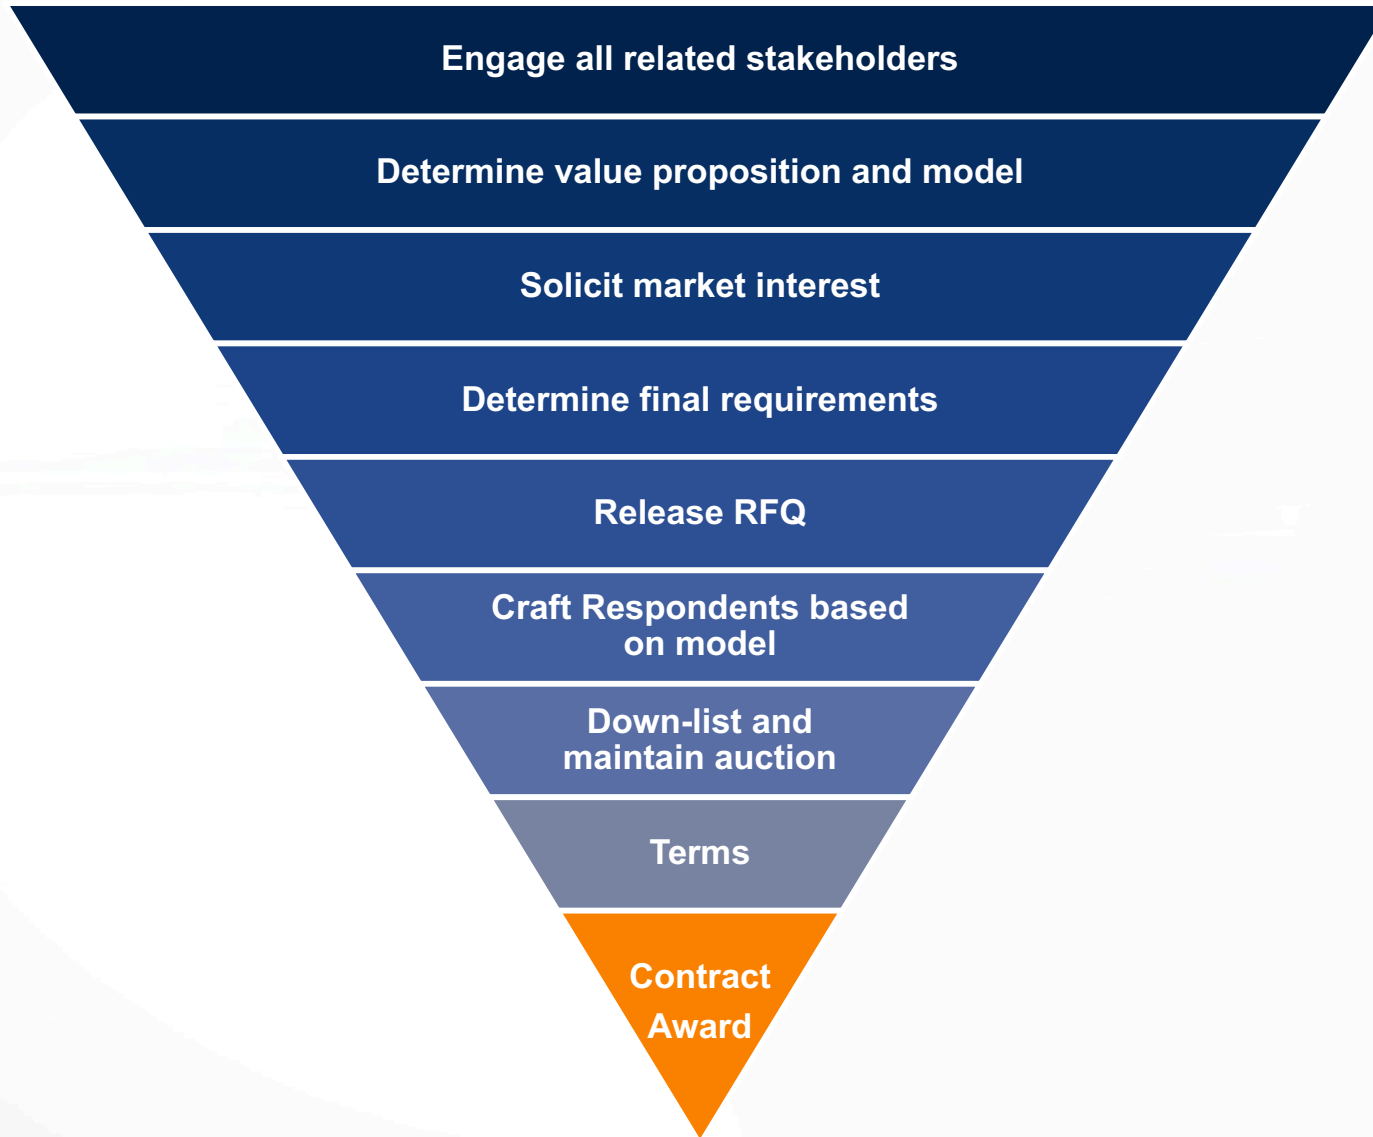 Engage all related stakeholders
Determine value proposition and model
Solicit market interest
Determine final requirements
Release RFQ
Craft Respondents based
on model
Down-list and
maintain auction
Terms
Contract
Award